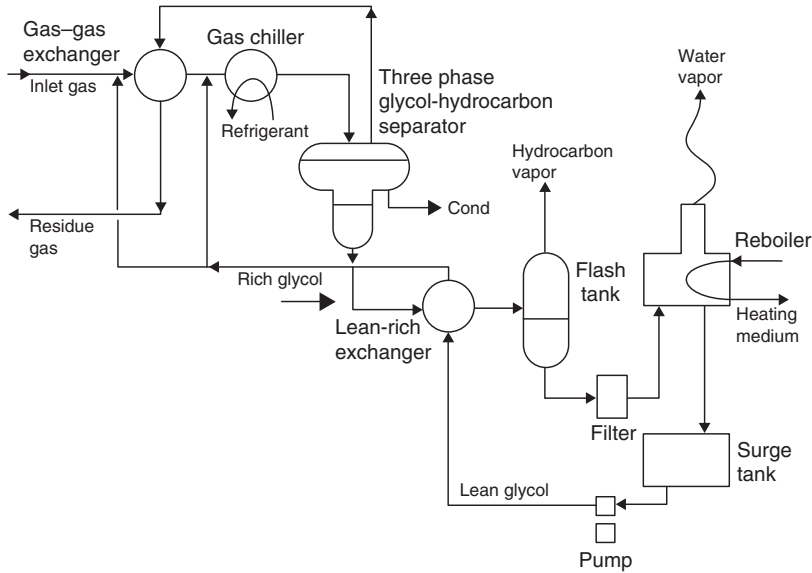 Gas–gas
exchanger
Inlet gas
Gas chiller
Refrigerant
Three phase
glycol-hydrocarbon
separator
Water
vapor
Hydrocarbon
vapor
Cond
Residue
gas
Rich glycol
Lean-rich
exchanger
Flash
tank
Reboiler
Heating
medium
Filter
Surge
tank
Lean glycol
Pump